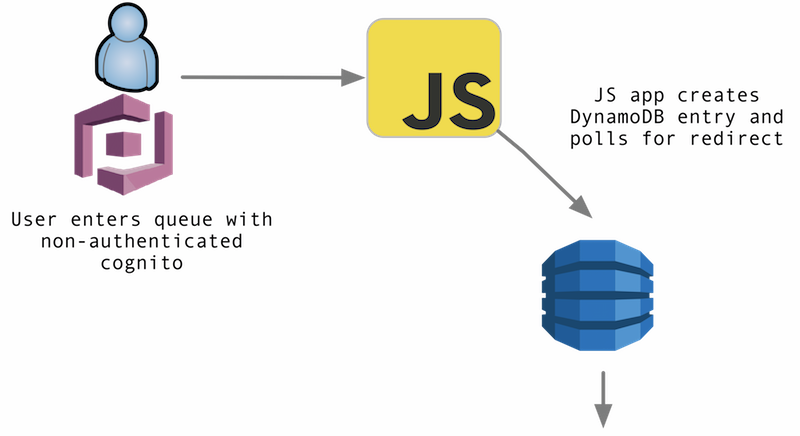 JS
JS app creates
DynamoDB entry and
polls for redirect
User enters queue with
non-authenticated
cognito